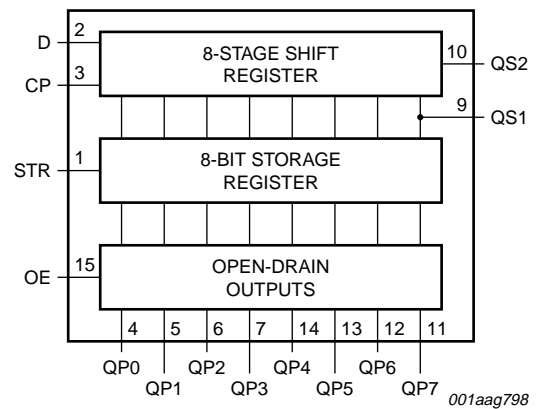 D 2
8-STAGE SHIFT
REGISTER
10 QS2
CP 3
9 QS1
STR 1
8-BIT STORAGE
REGISTER
OE 15
OPEN-DRAIN
OUTPUTS
4 5 6 7 14 13 12 11
QP0 QP2 QP4 QP6
QP1 QP3 QP5 QP7
001aag798